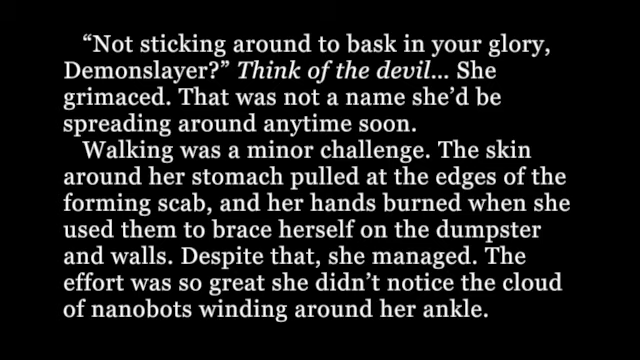 “Not sticking around to bask in your glory,
Demonslayer?” Think of the devil... She
grimaced. That was not a name she’d be
spreading around anytime soon.
Walking was a minor challenge. The skin
around her stomach pulled at the edges of the
forming scab, and her hands burned when she
used them to brace herself on the dumpster
and walls. Despite that, she managed. The
effort was so great she didn’t notice the cloud
of nanobots winding around her ankle.